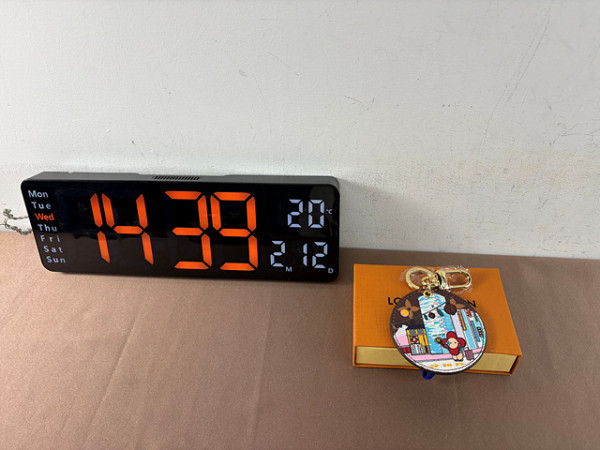 Mon
Tue
Wed
Thu
Fri
Sat
Sun
14 39
20 °C
2 M 12 D